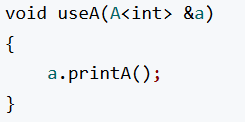 void useA(A<int> &a)
{
    a.printA();
}